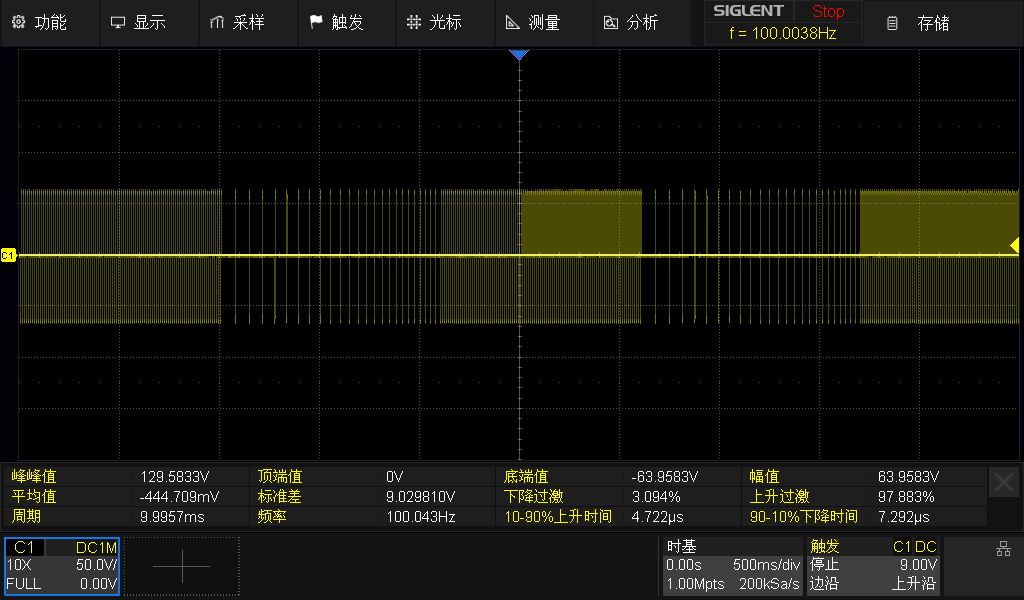 功能 显示 采样 触发 光标 测量 分析 SIGLENT Stop 存储
f = 100.0038Hz
C1
峰峰值 129.5833V 顶端值 0V 底端值 -63.9583V 幅值 63.9583V
平均值 -444.709mV 标准差 9.029810V 下降过激 3.094% 上升过激 97.883%
周期 9.9957ms 频率 100.043Hz 10-90%上升时间 4.722µs 90-10%下降时间 7.292µs
C1 DC1M 时基 触发 C1 DC
10X 50.0V/ 0.00s 500ms/div 停止 9.00V
FULL 0.00V 1.00Mpts 200kSa/s 边沿 上升沿